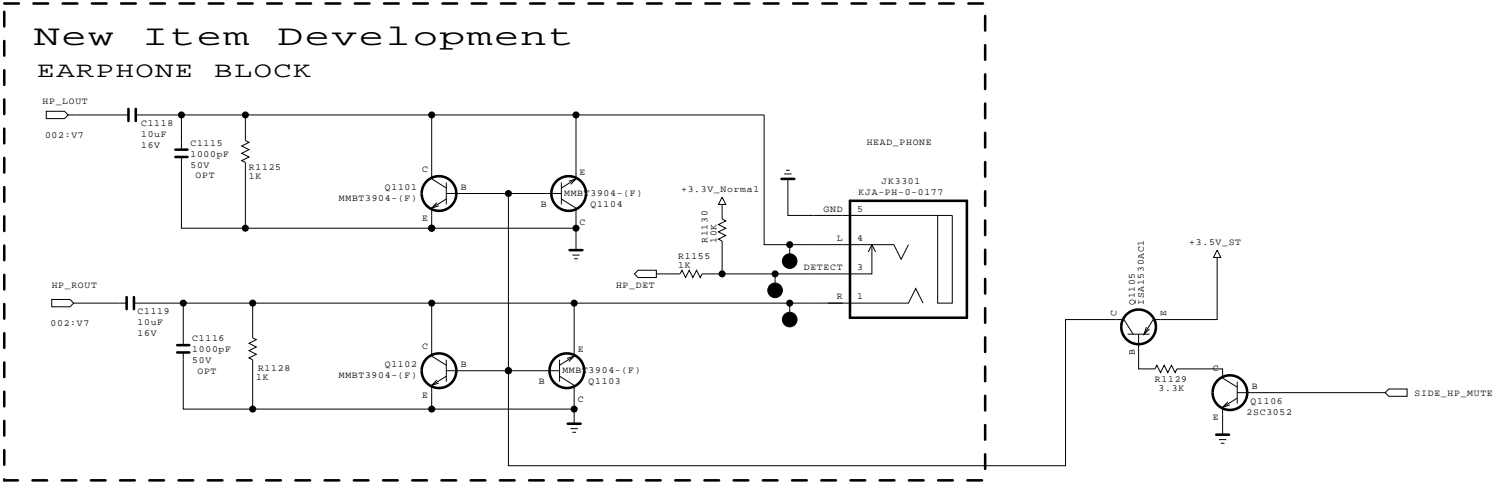 New Item Development
EARPHONE BLOCK
HP_LOUT
002:V7
C1118
10uF
16V
C1115
1000pF
50V
OPT
R1125
1K
C
Q1101
MMBT3904-(F)
B
E
E
MMBT3904-(F)
B
Q1104
C
HEAD_PHONE
JK3301
KJA-PH-0-0177
+3.3V_Normal
R1130
10K
R1155
1K
HP_DET
GND
5
L
4
DETECT
3
R
1
HP_ROUT
002:V7
C1119
10uF
16V
C1116
1000pF
50V
OPT
R1128
1K
C
Q1102
MMBT3904-(F)
B
E
E
MMBT3904-(F)
B
Q1103
C
Q1105
ISA1530AC1
+3.5V_ST
C
E
B
R1129
3.3K
C
B
Q1106
2SC3052
E
SIDE_HP_MUTE